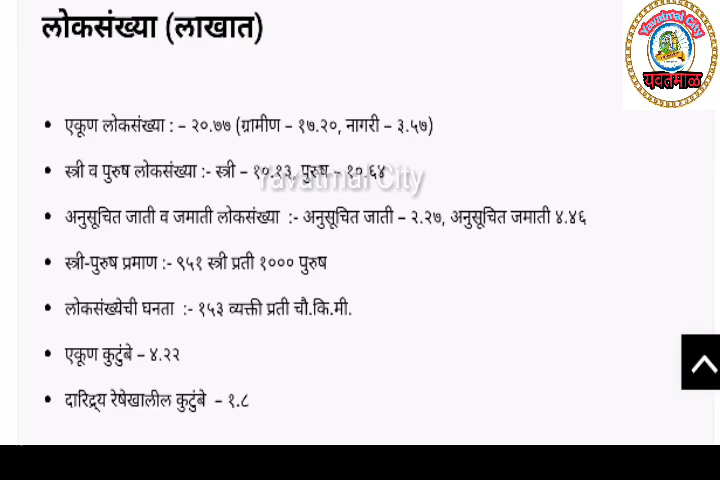 लोकसंख्या (लाखात)
Yavatmal City
यवतमाळ
• एकूण लोकसंख्या : – २०.७७ (ग्रामीण – १७.२०, नागरी – ३.५७)
• स्त्री व पुरुष लोकसंख्या :- स्त्री – १०.१३, पुरुष – १०.६४
Yavatmal City
• अनुसूचित जाती व जमाती लोकसंख्या :- अनुसूचित जाती – २.२७, अनुसूचित जमाती ४.४६
• स्त्री-पुरुष प्रमाण :- ९५१ स्त्री प्रती १००० पुरुष
• लोकसंख्येची घनता :- १५३ व्यक्ती प्रती चौ.कि.मी.
• एकूण कुटुंबे – ४.२२
• दारिद्र्य रेषेखालील कुटुंबे – १.८